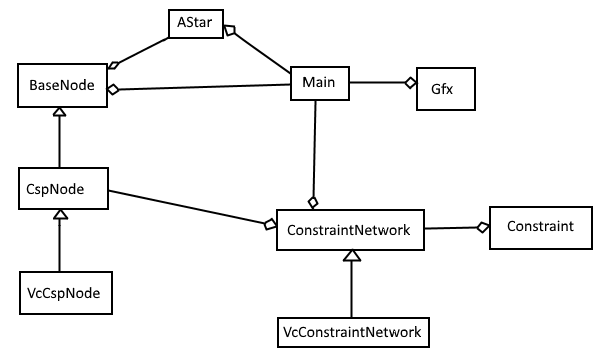 AStar
BaseNode
Main
Gfx
CspNode
ConstraintNetwork
Constraint
VcCspNode
VcConstraintNetwork